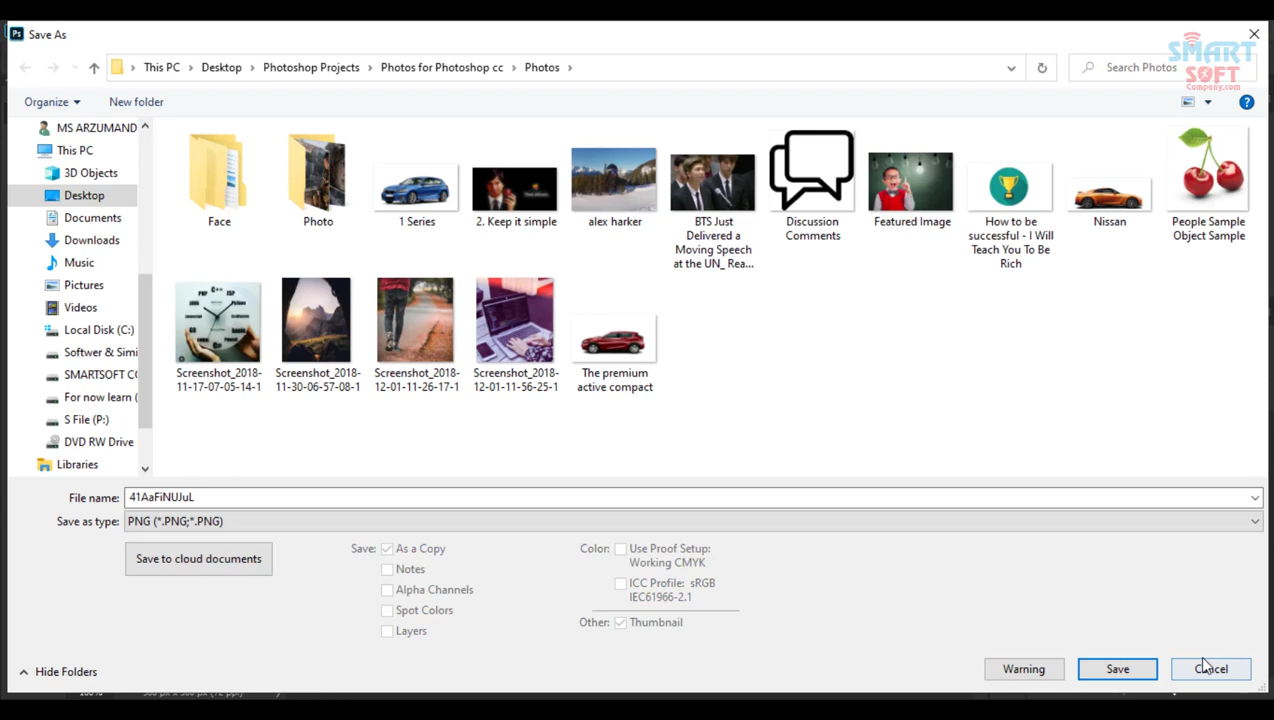 Ps Save As
SMART
SOFT
Company.com
This PC > Desktop > Photoshop Projects > Photos for Photoshop cc > Photos >
Search Photos
Organize
New folder
MS ARZUMAND
This PC
3D Objects
Desktop
Documents
Downloads
Music
Pictures
Videos
Local Disk (C:)
Softwer & Simi
SMARTSOFT CC
For now learn (
S File (P:)
DVD RW Drive
Libraries
Face
Photo
1 Series
2. Keep it simple
alex harker
BTS Just
Delivered a
Moving Speech
at the UN_ Rea...
Discussion
Comments
Featured Image
How to be
successful - I Will
Teach You To Be
Rich
Nissan
People Sample
Object Sample
Screenshot_2018-
11-17-07-05-14-1
Screenshot_2018-
11-30-06-57-08-1
Screenshot_2018-
12-01-11-26-17-1
Screenshot_2018-
12-01-11-56-25-1
The premium
active compact
File name: 41AaFiNUJuL
Save as type: PNG (*.PNG;*.PNG)
Save to cloud documents
Save: As a Copy
Notes
Alpha Channels
Spot Colors
Layers
Color: Use Proof Setup:
Working CMYK
ICC Profile: sRGB
IEC61966-2.1
Other: Thumbnail
Hide Folders
Warning
Save
Cancel